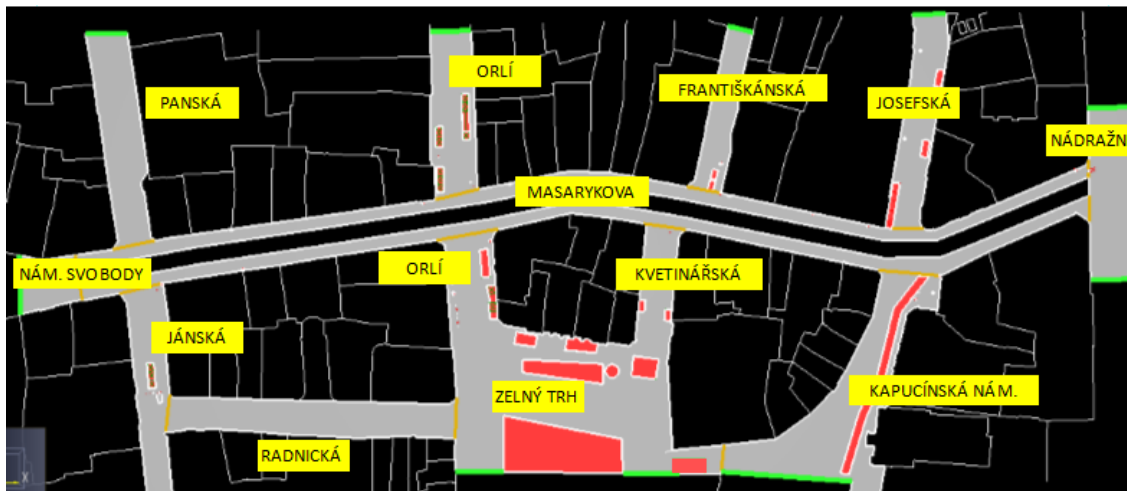 ORLÍ
PANSKÁ
FRANTIŠKÁNSKÁ
JOSEFSKÁ
NÁDRAŽN
MASARYKOVA
NÁM. SVOBODY
ORLÍ
KVETINÁŘSKÁ
JÁNSKÁ
ZELNÝ TRH
KAPUCÍNSKÁ NÁM.
RADNICKÁ
X